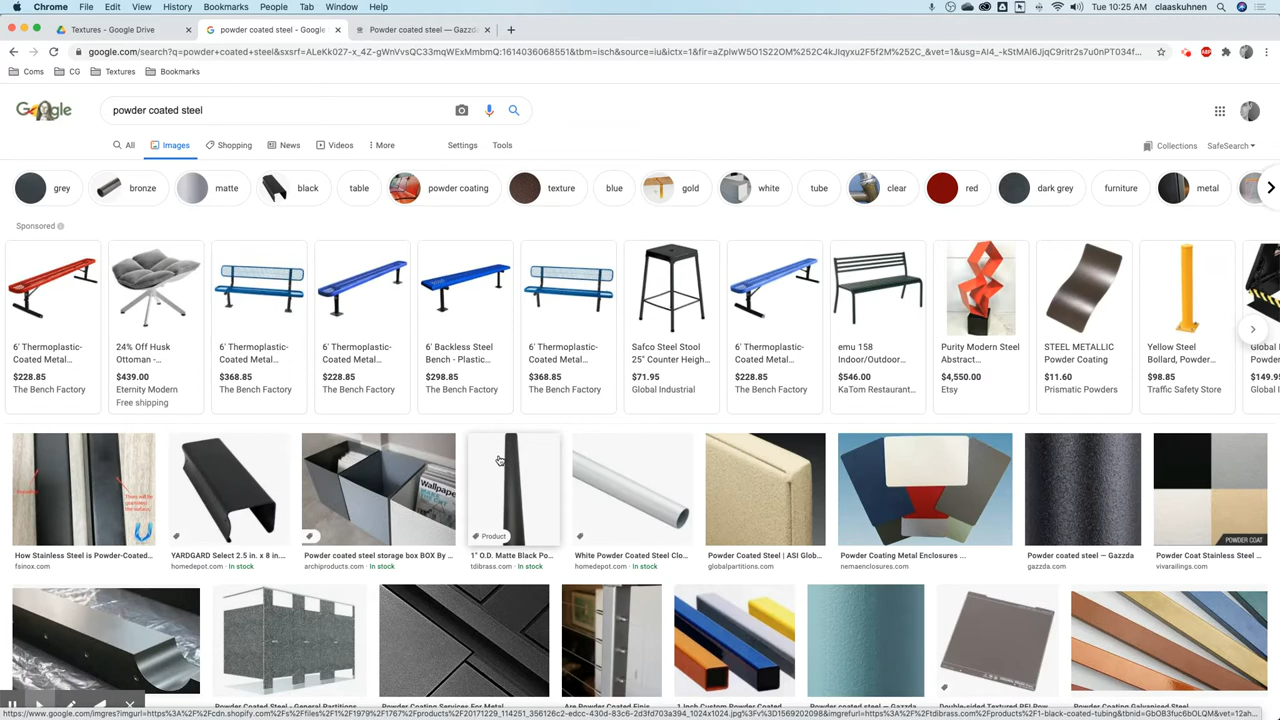 Chrome File Edit View History Bookmarks People Tab Window Help Tue 10:25 AM claaskuhnen
Textures - Google Drive powder coated steel - Google Powder coated steel — Gazzd
google.com/search?q=powder+coated+steel&sxsrf=ALeKk027-x_4Z-gWnVvsQC33mqWExMmbmQ:1614036068551&tbm=isch&source=iu&ictx=1&fir=aZplwW5O1S22OM%252C4kJIqyxu2F5f2M%252C_&vet=1&usg=AI4_-kStMAI6JjqC9ritr2s7u0nPT034f...
Coms CG Textures Bookmarks
Google powder coated steel
All Images Shopping News Videos More Settings Tools Collections SafeSearch
grey bronze matte black table powder coating texture blue gold white tube clear red dark grey furniture metal
Sponsored
6' Thermoplastic- 24% Off Husk 6' Thermoplastic- 6' Thermoplastic- 6' Backless Steel 6' Thermoplastic- Safco Steel Stool 6' Thermoplastic- emu 158 Purity Modern Steel STEEL METALLIC Yellow Steel Global
Coated Metal... Ottoman -... Coated Metal... Coated Metal... Bench - Plastic... Coated Metal... 25" Counter Heigh... Coated Metal... Indoor/Outdoor... Abstract... Powder Coating Bollard, Powder...
$228.85 $439.00 $368.85 $228.85 $298.85 $368.85 $71.95 $228.85 $546.00 $4,550.00 $11.60 $98.85 $149.9
The Bench Factory Eternity Modern The Bench Factory The Bench Factory The Bench Factory The Bench Factory Global Industrial The Bench Factory KaTom Restaurant... Etsy Prismatic Powders Traffic Safety Store
Free shipping
Wallpaper
Product
POWDER COAT
How Stainless Steel is Powder-Coated... YARDGARD Select 2.5 in. x 8 in.... Powder coated steel storage box BOX By ... 1" O.D. Matte Black Po... White Powder Coated Steel Clo... Powder Coated Steel | ASI Glob... Powder Coating Metal Enclosures ... Powder coated steel — Gazzda Powder Coat Stainless Steel ...
fsinox.com homedepot.com - In stock archiproducts.com - In stock tdibrass.com - In stock homedepot.com - In stock globalpartitions.com nemaenclosures.com gazzda.com vivarailings.com